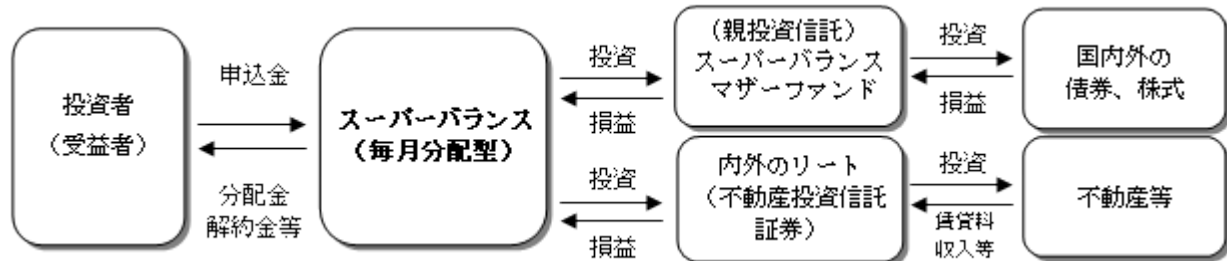 投資者
（受益者）
申込金
分配金
解約金等
スーパーバランス
（毎月分配型）
投資
損益
（親投資信託）
スーパーバランス
マザーファンド
投資
損益
国内外の
債券、株式
投資
損益
内外のリート
（不動産投資信託
証券）
投資
賃貸料
収入等
不動産等